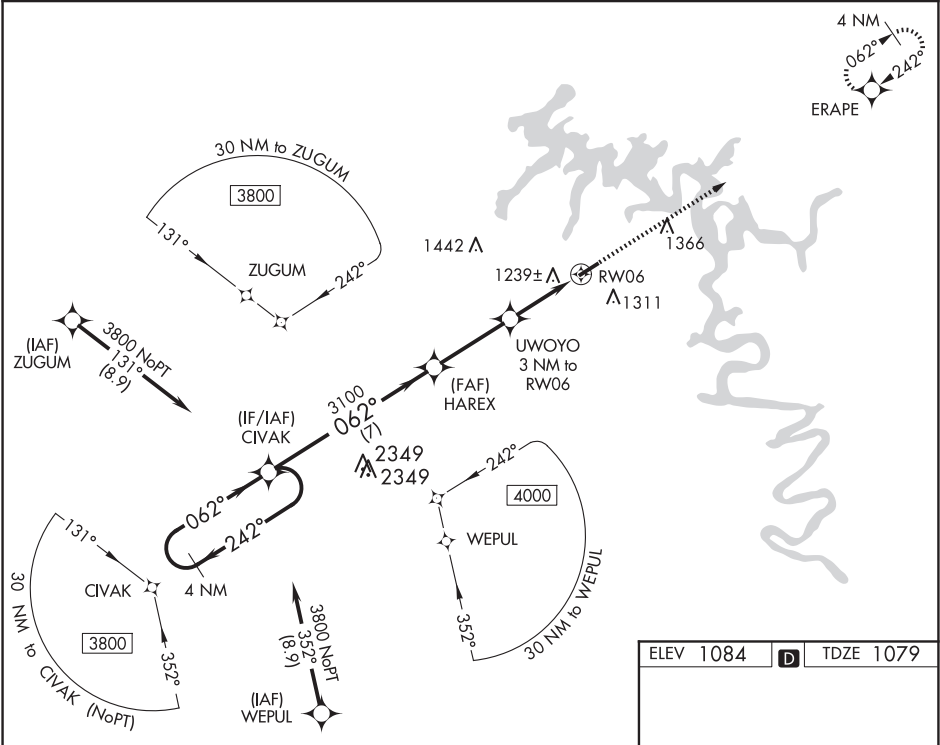 4 NM
062°
242°
ERAPE
30 NM to ZUGUM
3800
131°
ZUGUM
242°
1442
1366
1239±
RW06
1311
(IAF)
ZUGUM
3800 NoPT
131°
(8.9)
UWOYO
3 NM to
RW06
(FAF)
HAREX
(IF/IAF)
CIVAK
3100
062°
(7)
2349
2349
062°
242°
4 NM
242°
4000
WEPUL
352°
30 NM to WEPUL
131°
CIVAK
3800
352°
30 NM to CIVAK (NoPT)
3800 NoPT
352°
(8.9)
(IAF)
WEPUL
ELEV 1084 D TDZE 1079